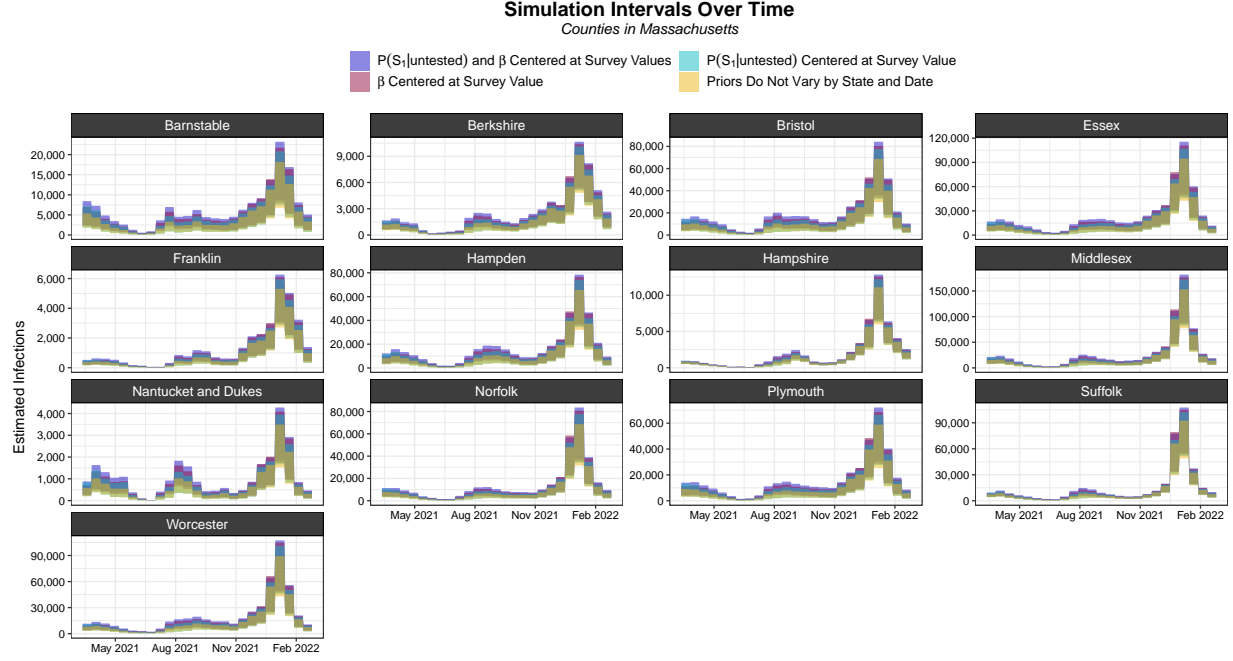 Simulation Intervals Over Time
Counties in Massachusetts
P(S₁|untested) and β Centered at Survey Values
P(S₁|untested) Centered at Survey Value
β Centered at Survey Value
Priors Do Not Vary by State and Date
Estimated Infections
Barnstable
20,000
15,000
10,000
5,000
0
Berkshire
9,000
6,000
3,000
0
Bristol
80,000
60,000
40,000
20,000
0
Essex
120,000
90,000
60,000
30,000
0
Franklin
6,000
4,000
2,000
0
Hampden
80,000
60,000
40,000
20,000
0
Hampshire
10,000
5,000
0
Middlesex
150,000
100,000
50,000
0
Nantucket and Dukes
4,000
3,000
2,000
1,000
0
Norfolk
80,000
60,000
40,000
20,000
0
May 2021 Aug 2021 Nov 2021 Feb 2022
Plymouth
60,000
40,000
20,000
0
May 2021 Aug 2021 Nov 2021 Feb 2022
Suffolk
90,000
60,000
30,000
0
May 2021 Aug 2021 Nov 2021 Feb 2022
Worcester
90,000
60,000
30,000
0
May 2021 Aug 2021 Nov 2021 Feb 2022